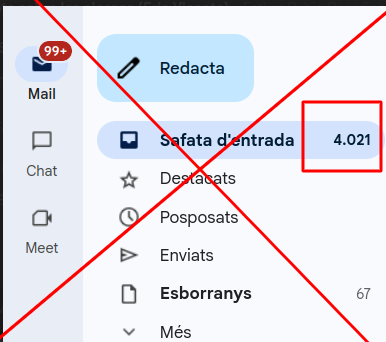 99+
Mail
Chat
Meet
Redacta
Safata d'entrada 4.021
Destacats
Posposats
Enviats
Esborranys 67
Més